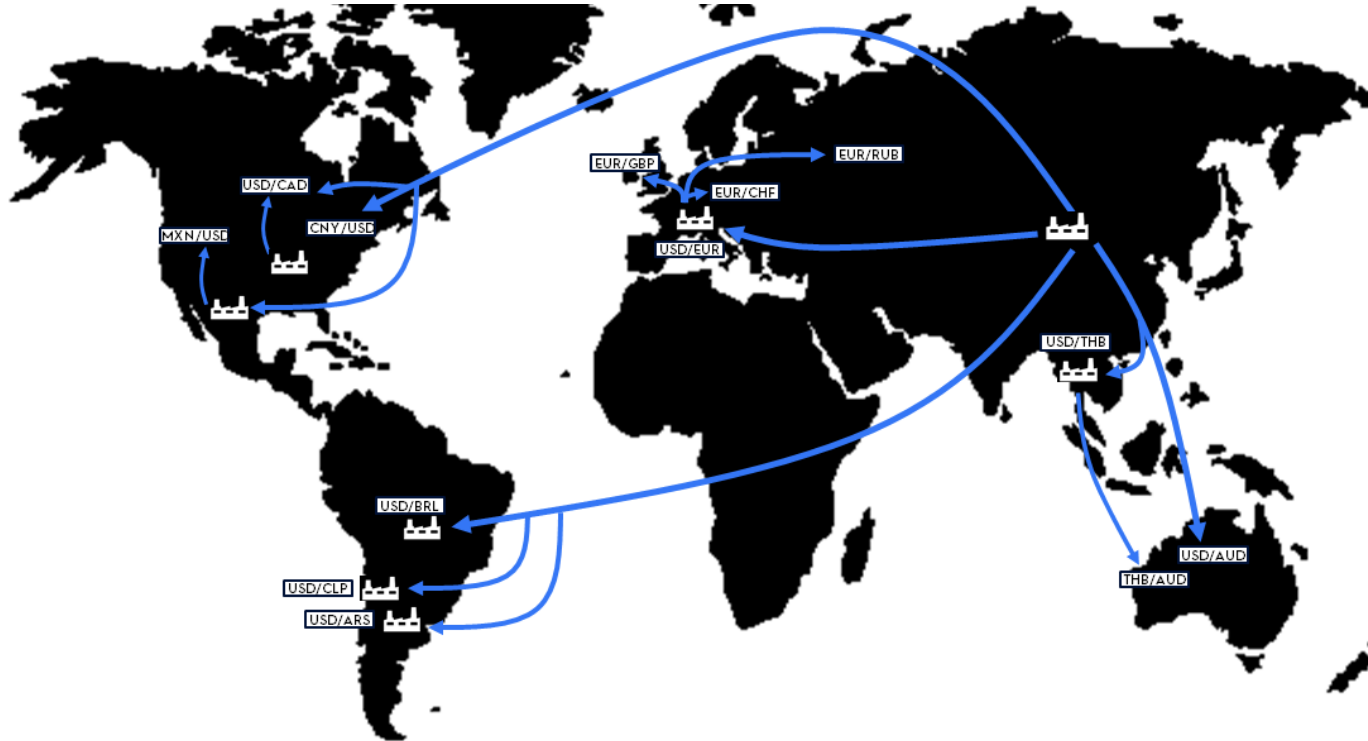 EUR/RUB
EUR/GBP
USD/CAD
EUR/CHF
CNY/USD
MXN/USD
USD/EUR
USD/THB
USD/BRL
USD/AUD
THB/AUD
USD/CLP
USD/ARS